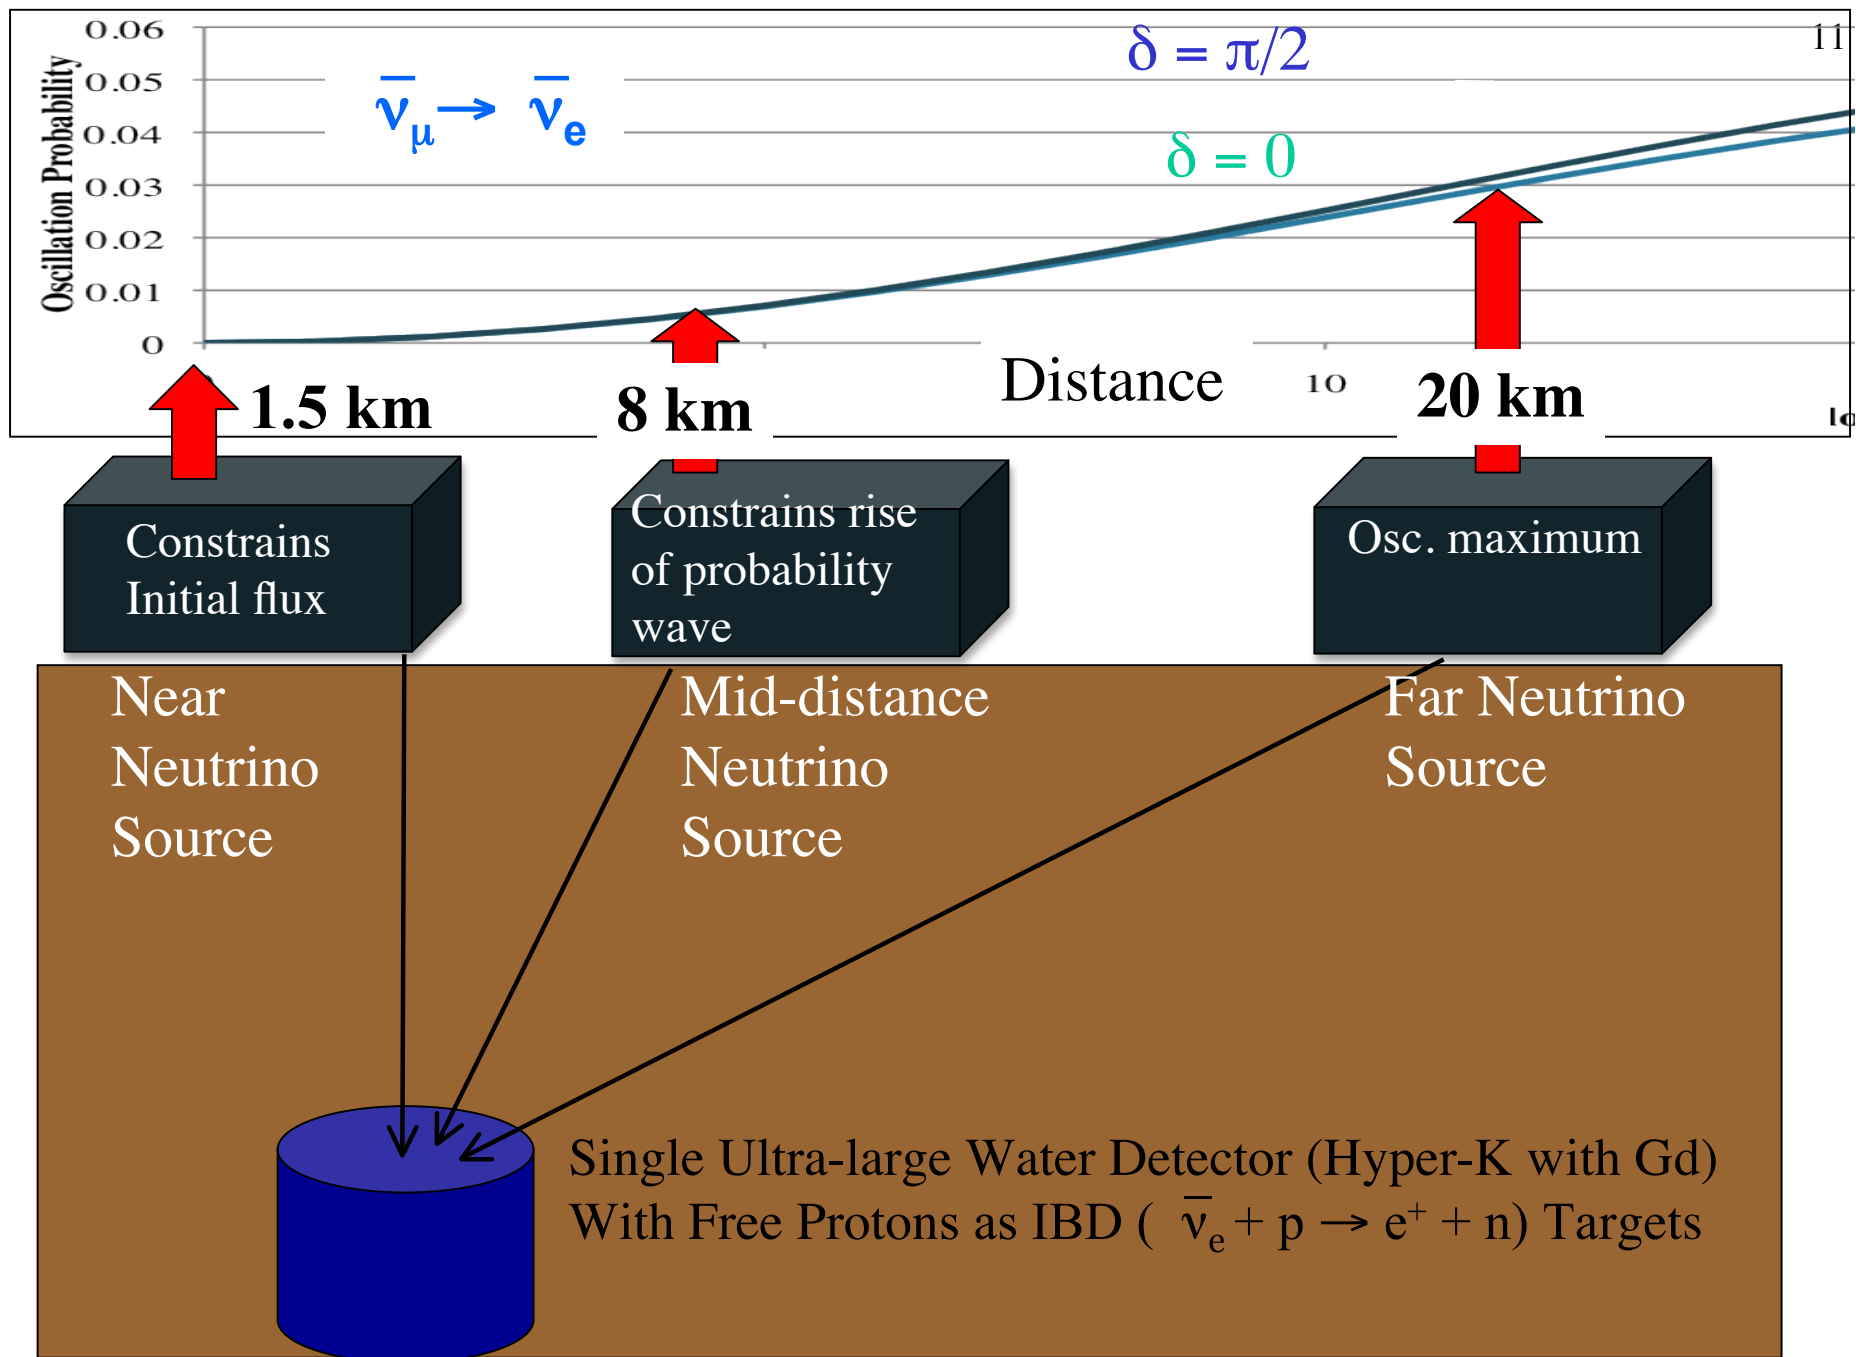 11
0.06
0.05
0.04
0.03
0.02
0.01
0
Oscillation Probability
ν̅μ → ν̅e
δ = π/2
δ = 0
1.5 km
8 km
Distance
10
20 km
Constrains
Initial flux
Constrains rise
of probability
wave
Osc. maximum
Near
Neutrino
Source
Mid-distance
Neutrino
Source
Far Neutrino
Source
Single Ultra-large Water Detector (Hyper-K with Gd)
With Free Protons as IBD ( ν̅e + p → e⁺ + n) Targets